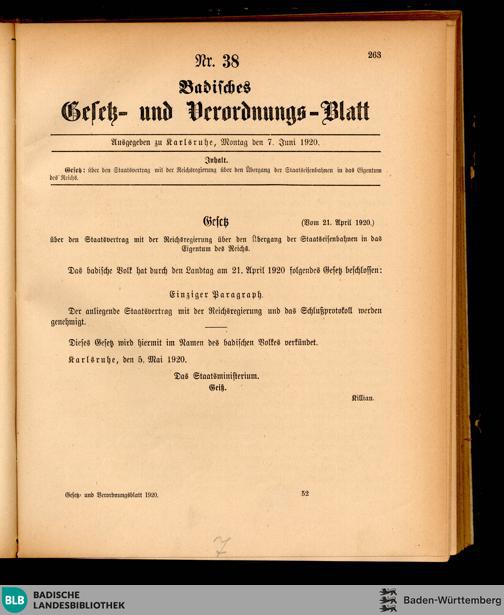 263
Nr. 38
Badisches
Gesetz- und Verordnungs-Blatt
Ausgegeben zu Karlsruhe, Montag den 7. Juni 1920.
Inhalt.
Gesetz: über den Staatsvertrag mit der Reichsregierung über den Übergang der Staatseisenbahnen in das Eigentum
des Reichs.
Gesetz (Vom 21. April 1920.)
über den Staatsvertrag mit der Reichsregierung über den Übergang der Staatseisenbahnen in das
Eigentum des Reichs.
Das badische Volk hat durch den Landtag am 21. April 1920 folgendes Gesetz beschlossen:
Einziger Paragraph.
Der anliegende Staatsvertrag mit der Reichsregierung und das Schlußprotokoll werden
genehmigt.
Dieses Gesetz wird hiermit im Namen des badischen Volkes verkündet.
Karlsruhe, den 5. Mai 1920.
Das Staatsministerium.
Geiß.
Killian.
Gesetz- und Verordnungsblatt 1920. 52
7
BLB BADISCHE
LANDESBIBLIOTHEK
Baden-Württemberg